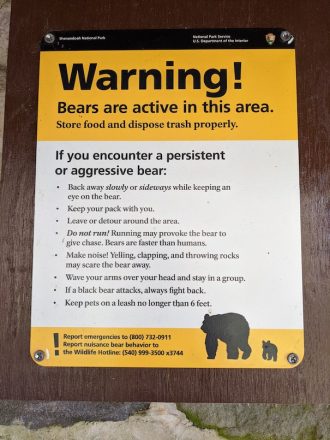 Shenandoah National Park
National Park Service
U.S. Department of the Interior
Warning!
Bears are active in this area.
Store food and dispose trash properly.
If you encounter a persistent
or aggressive bear:
• Back away slowly or sideways while keeping an
eye on the bear.
• Keep your pack with you.
• Leave or detour around the area.
• Do not run! Running may provoke the bear to
give chase. Bears are faster than humans.
• Make noise! Yelling, clapping, and throwing rocks
may scare the bear away.
• Wave your arms over your head and stay in a group.
• If a black bear attacks, always fight back.
• Keep pets on a leash no longer than 6 feet.
! Report emergencies to (800) 732-0911
Report nuisance bear behavior to
the Wildlife Hotline: (540) 999-3500 x3744